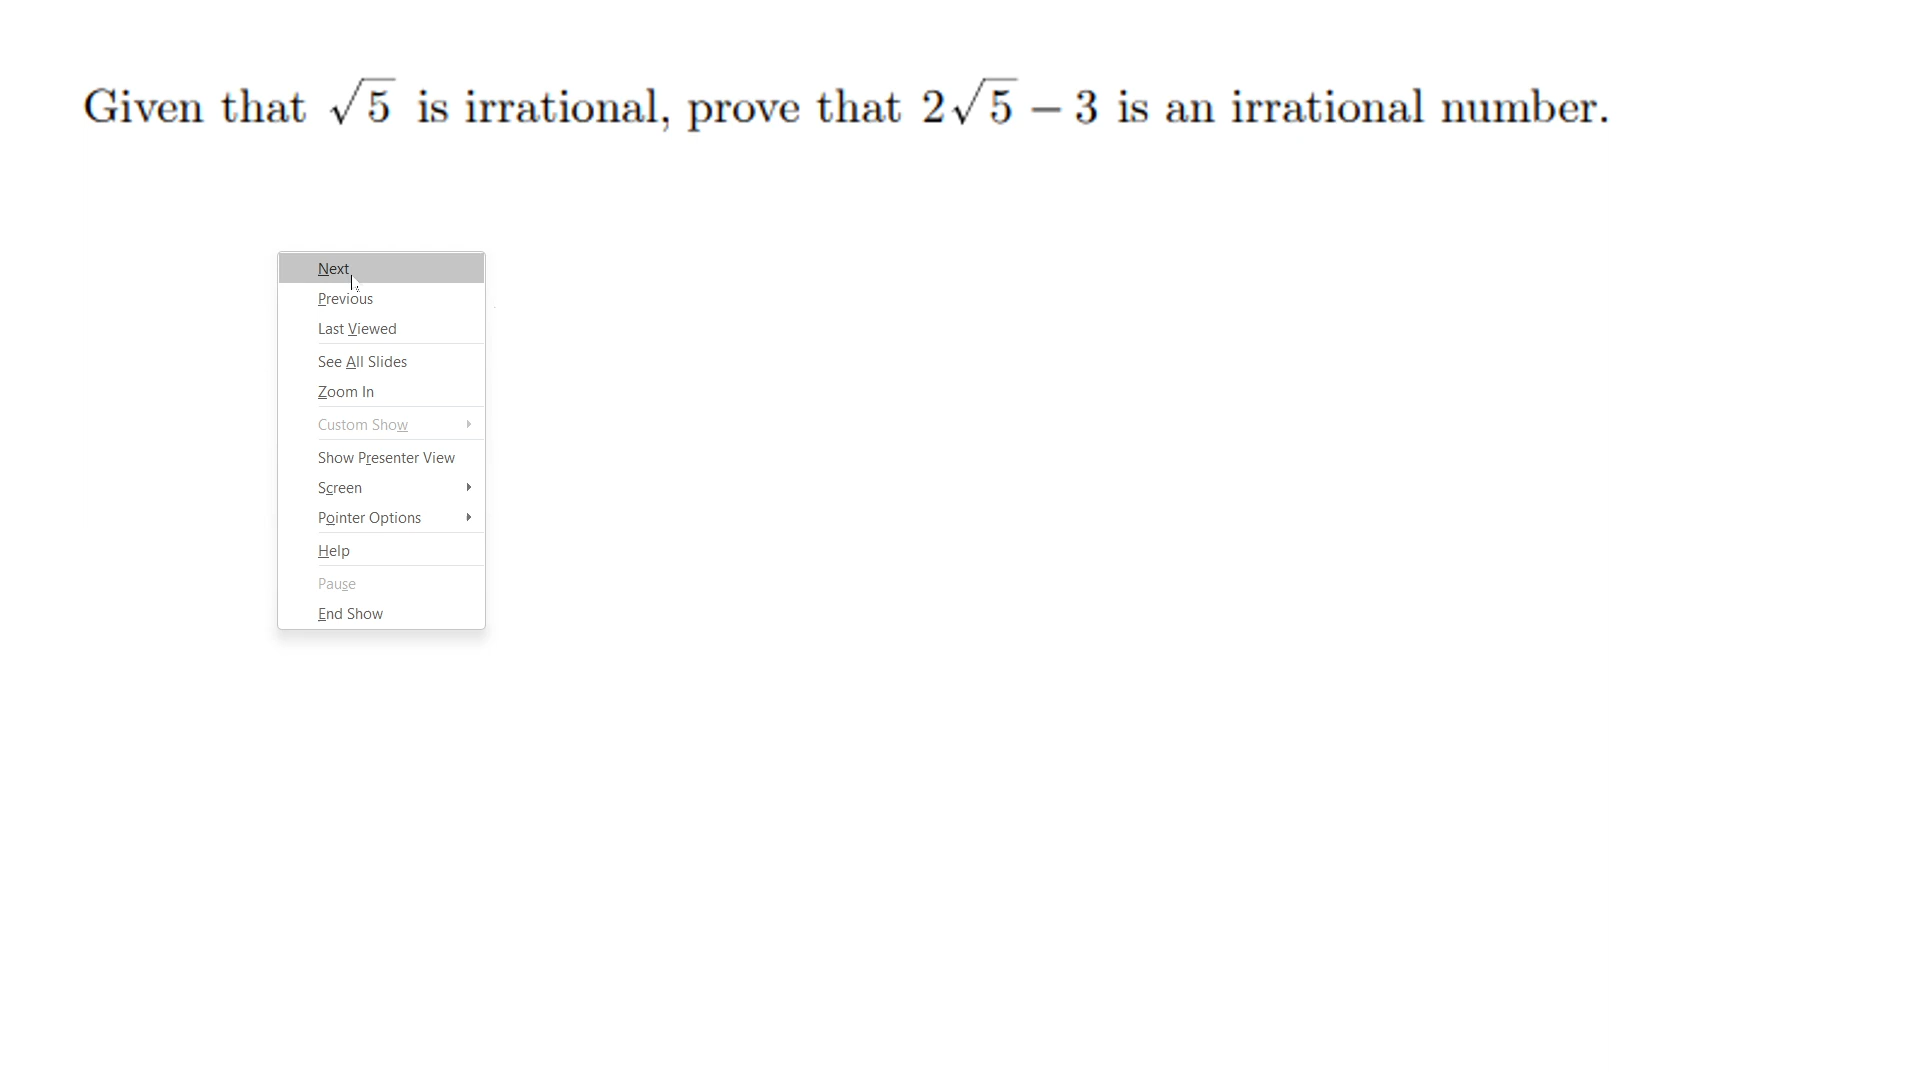 Given that √5 is irrational, prove that 2√5 − 3 is an irrational number.
Next
Previous
Last Viewed
See All Slides
Zoom In
Custom Show
Show Presenter View
Screen
Pointer Options
Help
Pause
End Show